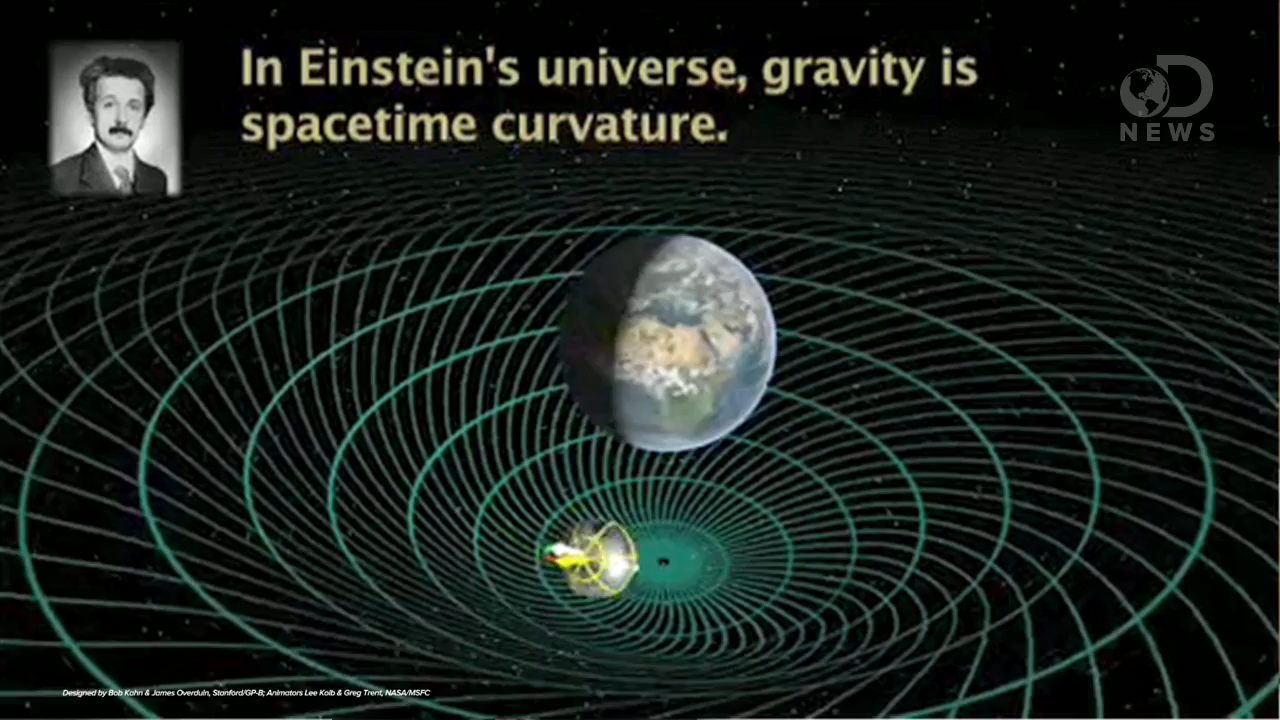 In Einstein's universe, gravity is
spacetime curvature.
D
NEWS
Designed by Bob Kahn & James Overduin, Stanford/GP-B; Animators Lee Kolb & Greg Trent, NASA/MSFC